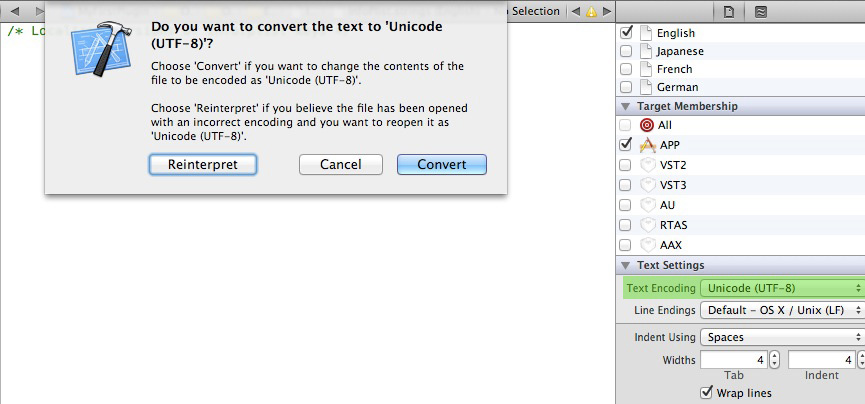 Selection
/* Lo
Do you want to convert the text to 'Unicode
(UTF-8)'?
Choose 'Convert' if you want to change the contents of the
file to be encoded as 'Unicode (UTF-8)'.
Choose 'Reinterpret' if you believe the file has been opened
with an incorrect encoding and you want to reopen it as
'Unicode (UTF-8)'.
Reinterpret
Cancel
Convert
English
Japanese
French
German
Target Membership
All
APP
VST2
VST3
AU
RTAS
AAX
Text Settings
Text Encoding Unicode (UTF-8)
Line Endings Default - OS X / Unix (LF)
Indent Using Spaces
Widths 4 4
Tab Indent
Wrap lines